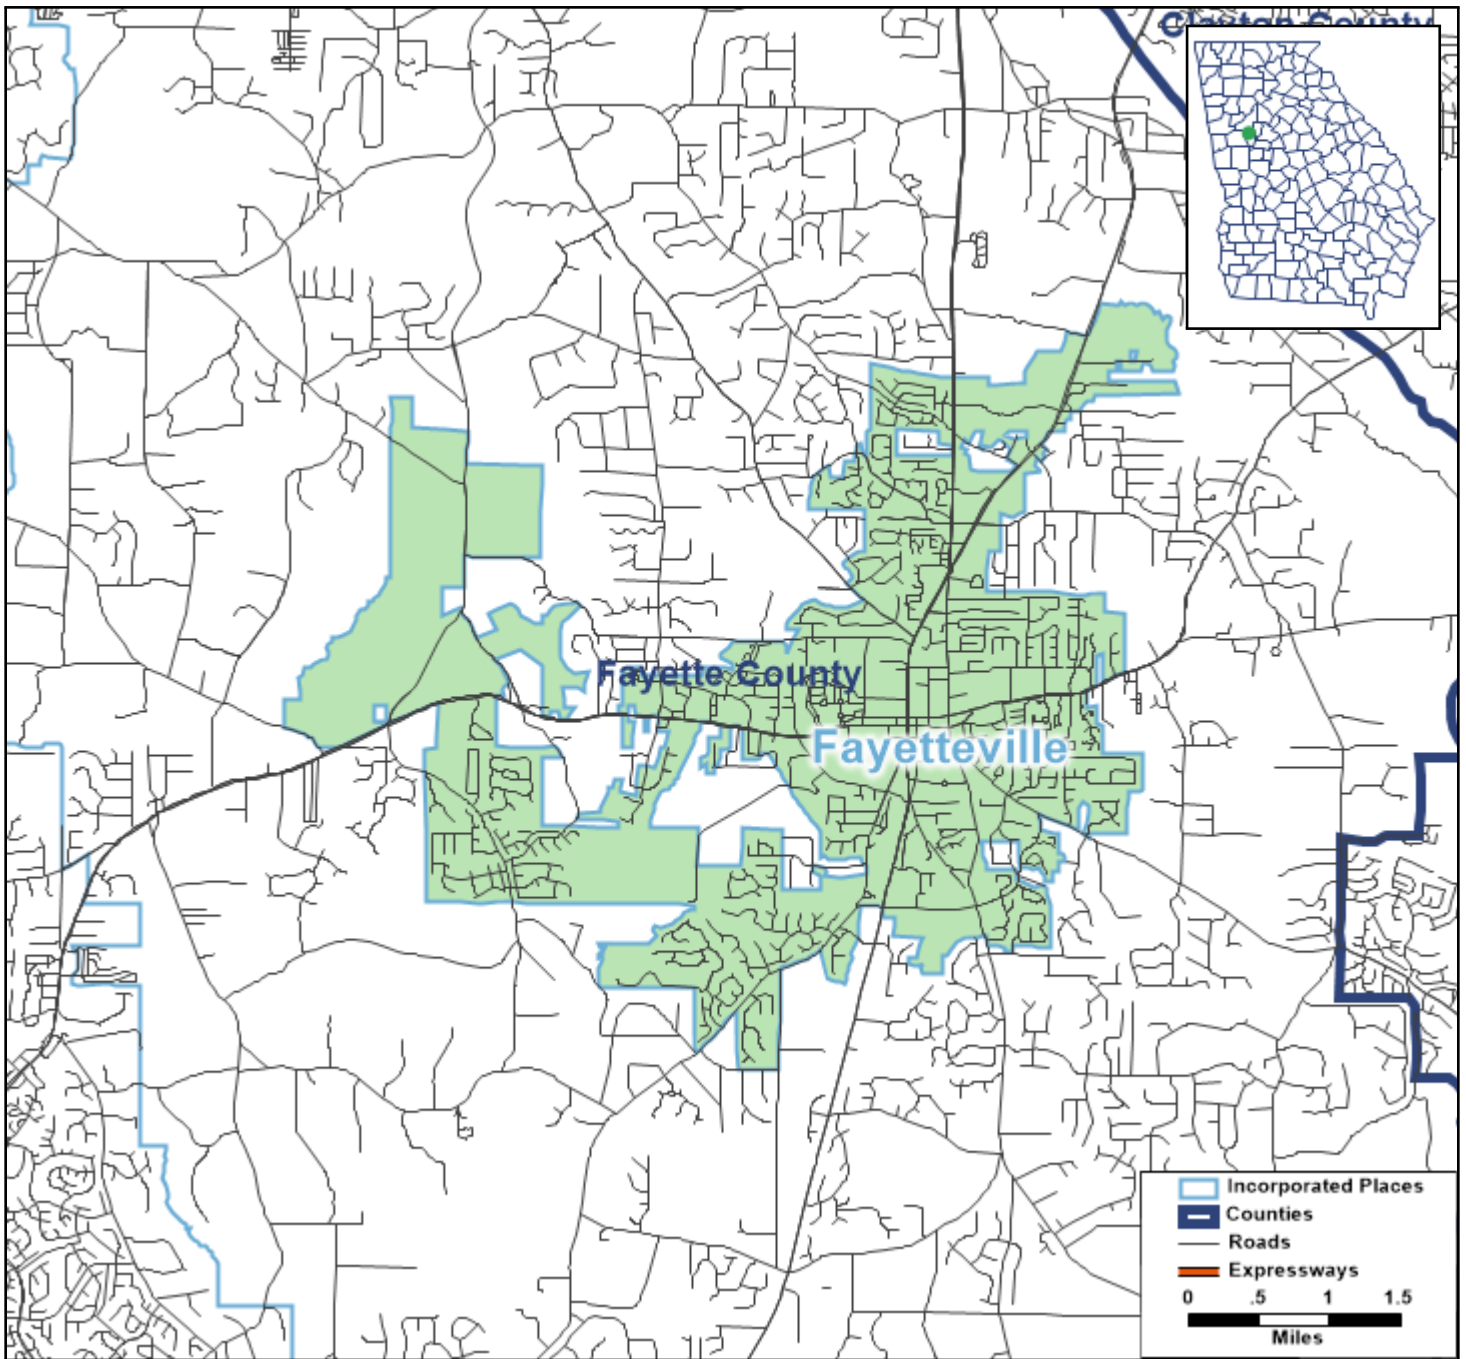 Clayton County
Fayette County
Fayetteville
Incorporated Places
Counties
Roads
Expressways
0 .5 1 1.5
Miles